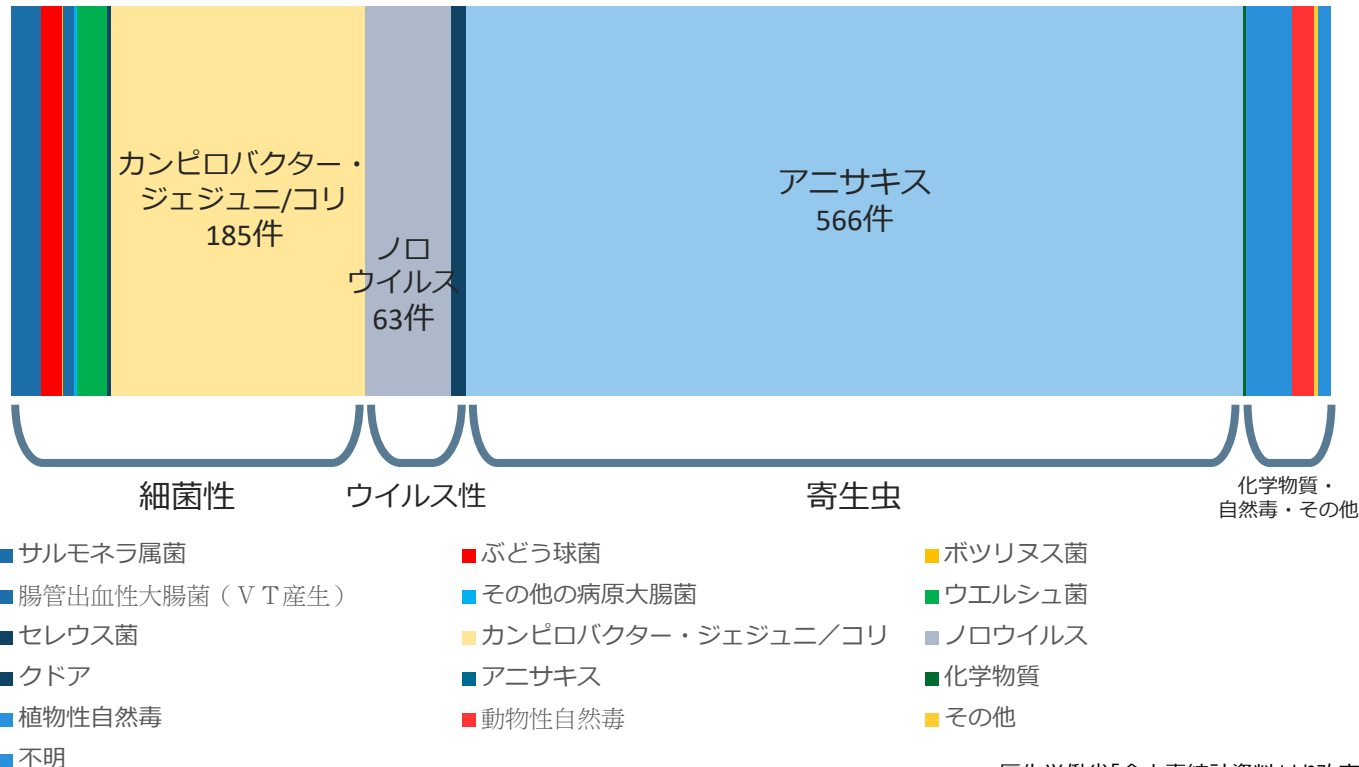 カンピロバクター・
ジェジュニ/コリ
185件
ノロ
ウイルス
63件
アニサキス
566件
細菌性
ウイルス性
寄生虫
化学物質・
自然毒・その他
サルモネラ属菌
ぶどう球菌
ボツリヌス菌
腸管出血性大腸菌（ＶＴ産生）
その他の病原大腸菌
ウエルシュ菌
セレウス菌
カンピロバクター・ジェジュニ／コリ
ノロウイルス
クドア
アニサキス
化学物質
植物性自然毒
動物性自然毒
その他
不明